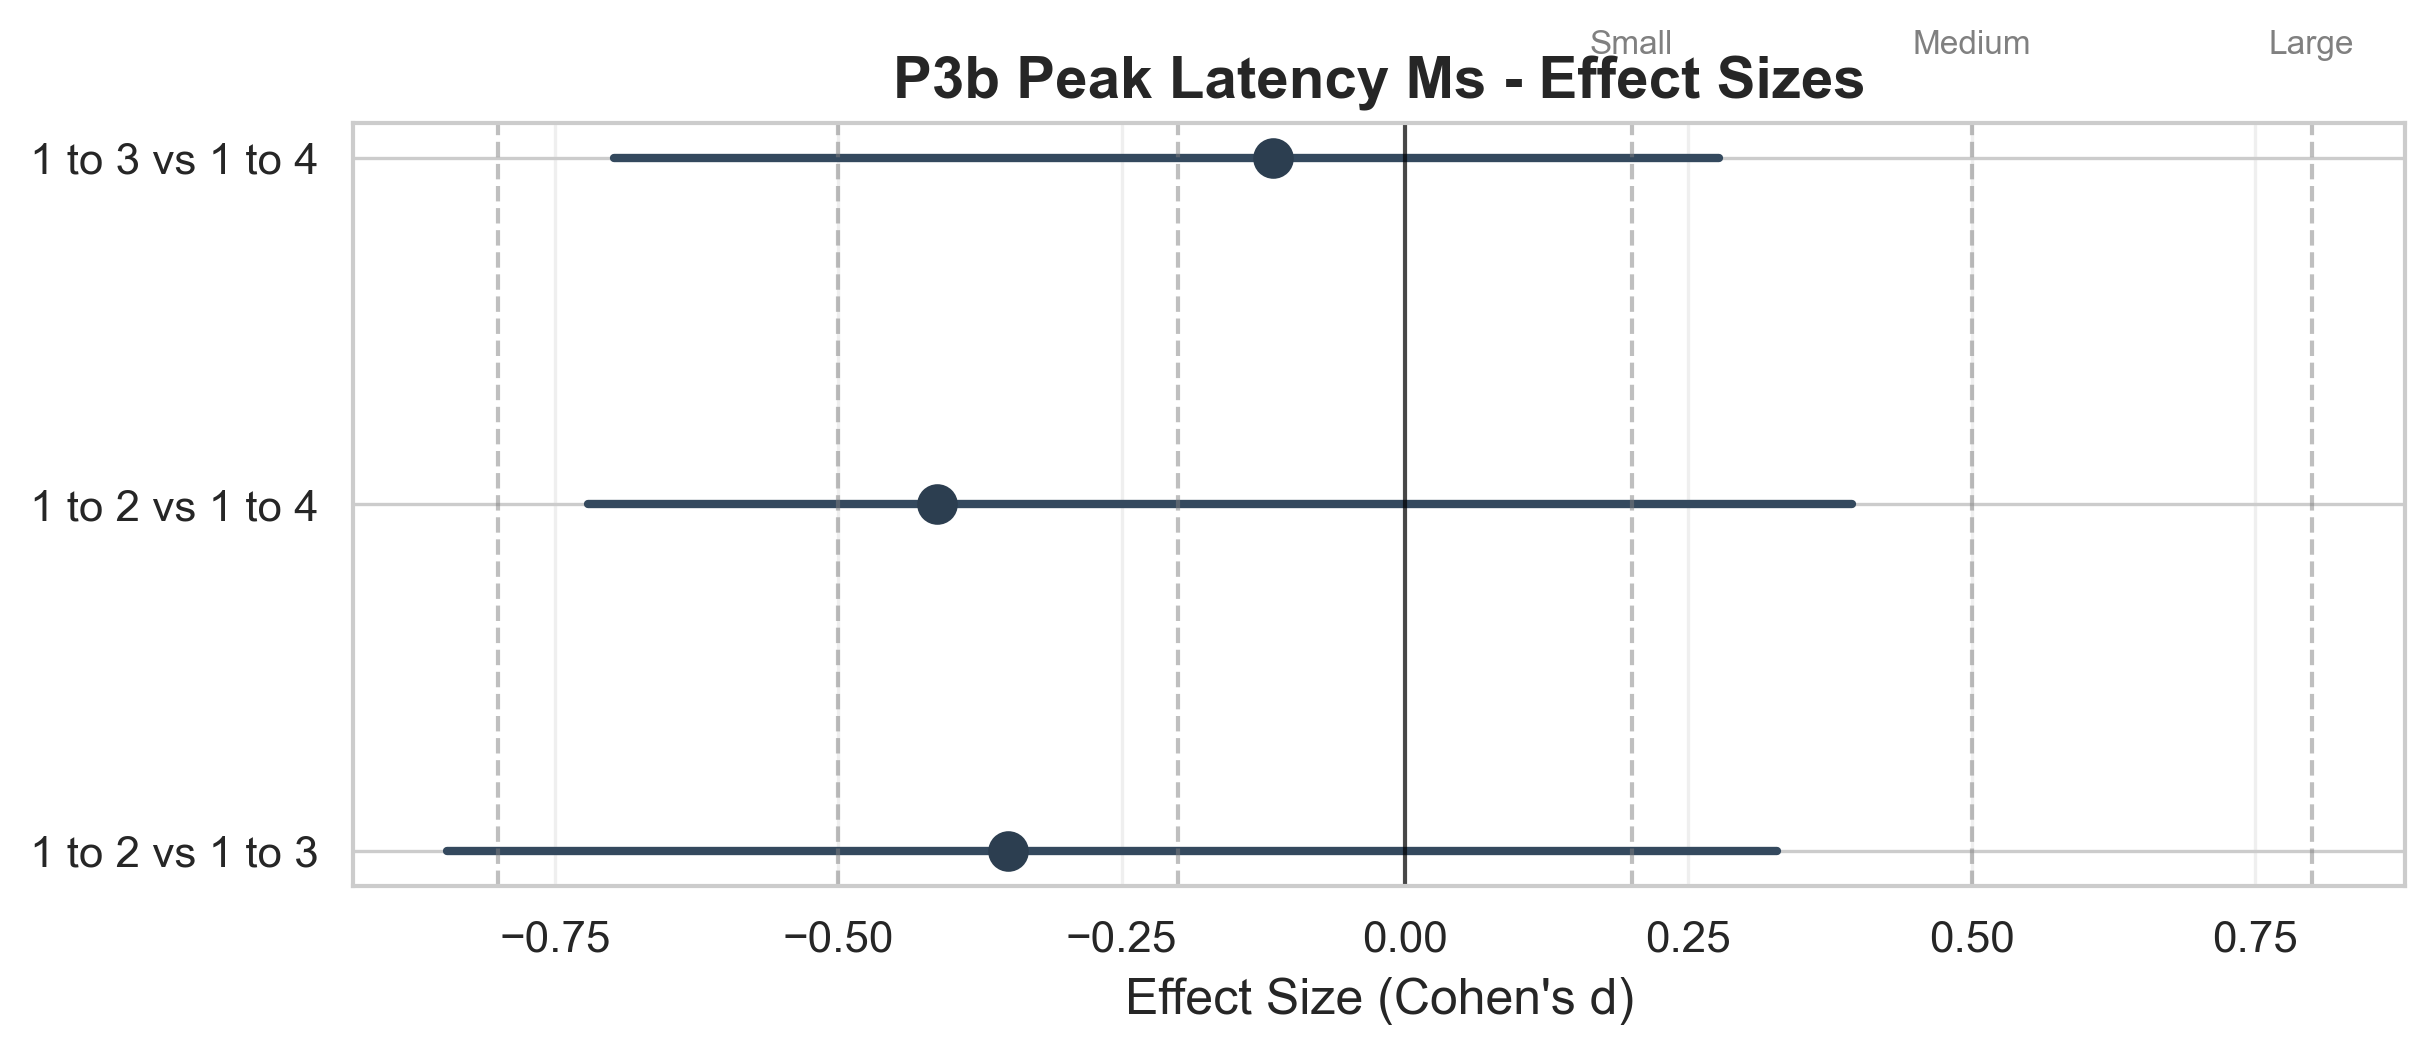 Small Medium Large
P3b Peak Latency Ms - Effect Sizes
1 to 3 vs 1 to 4
1 to 2 vs 1 to 4
1 to 2 vs 1 to 3
−0.75 −0.50 −0.25 0.00 0.25 0.50 0.75
Effect Size (Cohen's d)